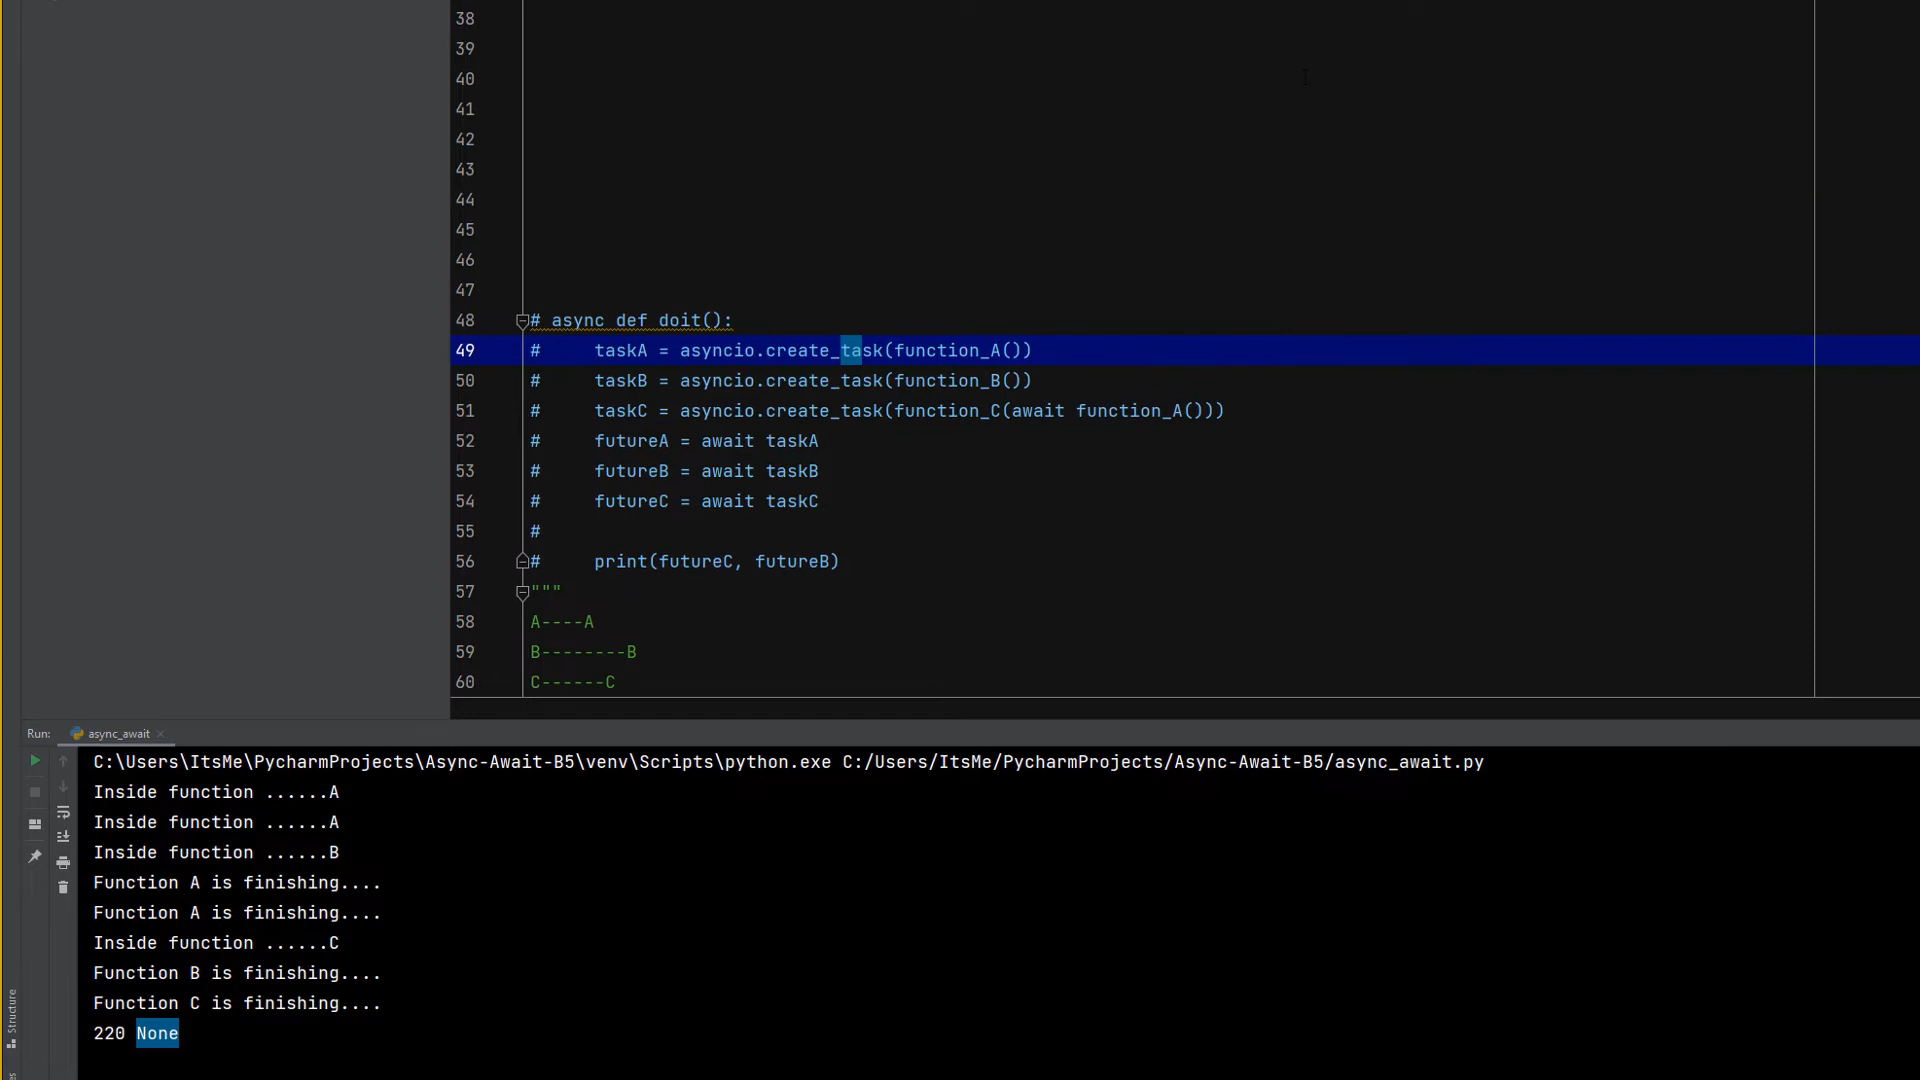 38
39
40
41
42
43
44
45
46
47
48 # async def doit():
49 #     taskA = asyncio.create_task(function_A())
50 #     taskB = asyncio.create_task(function_B())
51 #     taskC = asyncio.create_task(function_C(await function_A()))
52 #     futureA = await taskA
53 #     futureB = await taskB
54 #     futureC = await taskC
55 #
56 #     print(futureC, futureB)
57 """
58 A----A
59 B--------B
60 C------C
Run: async_await
C:\Users\ItsMe\PycharmProjects\Async-Await-B5\venv\Scripts\python.exe C:/Users/ItsMe/PycharmProjects/Async-Await-B5/async_await.py
Inside function ......A
Inside function ......A
Inside function ......B
Function A is finishing....
Function A is finishing....
Inside function ......C
Function B is finishing....
Function C is finishing....
220 None
Structure